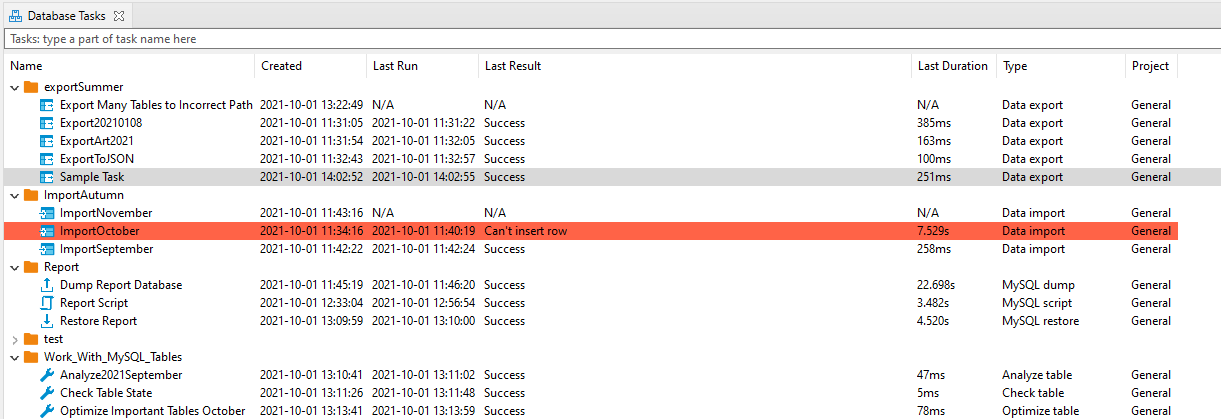 Database Tasks
Tasks: type a part of task name here
Name Created Last Run Last Result Last Duration Type Project
exportSummer
Export Many Tables to Incorrect Path 2021-10-01 13:22:49 N/A N/A N/A Data export General
Export20210108 2021-10-01 11:31:05 2021-10-01 11:31:22 Success 385ms Data export General
ExportArt2021 2021-10-01 11:31:54 2021-10-01 11:32:05 Success 163ms Data export General
ExportToJSON 2021-10-01 11:32:43 2021-10-01 11:32:57 Success 100ms Data export General
Sample Task 2021-10-01 14:02:52 2021-10-01 14:02:55 Success 251ms Data export General
ImportAutumn
ImportNovember 2021-10-01 11:43:16 N/A N/A N/A Data import General
ImportOctober 2021-10-01 11:34:16 2021-10-01 11:40:19 Can't insert row 7.529s Data import General
ImportSeptember 2021-10-01 11:42:22 2021-10-01 11:42:24 Success 258ms Data import General
Report
Dump Report Database 2021-10-01 11:45:19 2021-10-01 11:46:20 Success 22.698s MySQL dump General
Report Script 2021-10-01 12:33:04 2021-10-01 12:56:54 Success 3.482s MySQL script General
Restore Report 2021-10-01 13:09:59 2021-10-01 13:10:00 Success 4.520s MySQL restore General
test
Work_With_MySQL_Tables
Analyze2021September 2021-10-01 13:10:41 2021-10-01 13:11:02 Success 47ms Analyze table General
Check Table State 2021-10-01 13:11:26 2021-10-01 13:11:48 Success 5ms Check table General
Optimize Important Tables October 2021-10-01 13:13:41 2021-10-01 13:13:59 Success 78ms Optimize table General